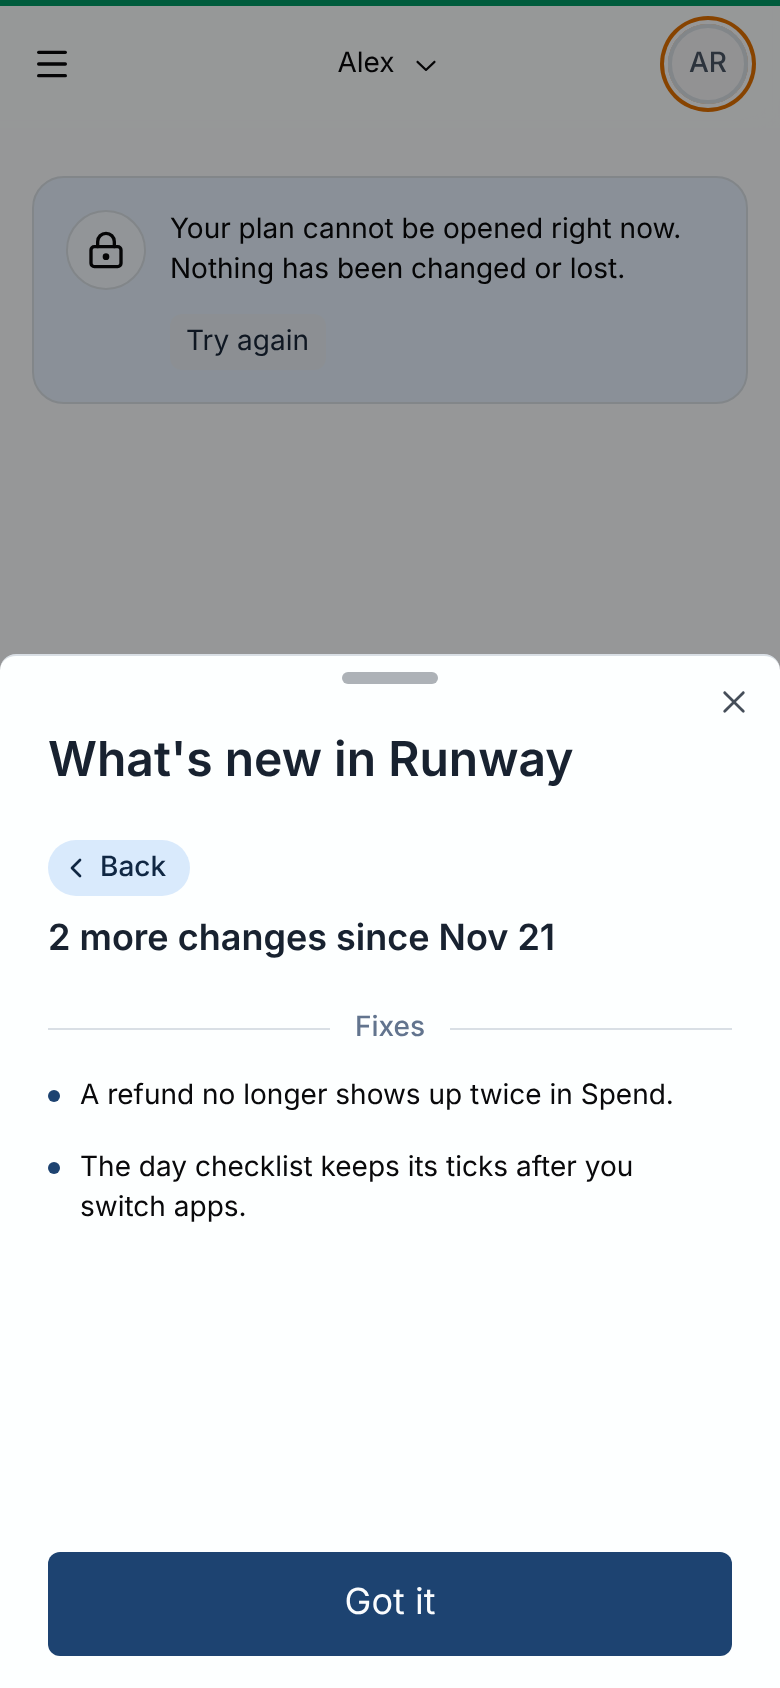 Alex
AR
Your plan cannot be opened right now.
Nothing has been changed or lost.
Try again
What's new in Runway
Back
2 more changes since Nov 21
Fixes
A refund no longer shows up twice in Spend.
The day checklist keeps its ticks after you
switch apps.
Got it